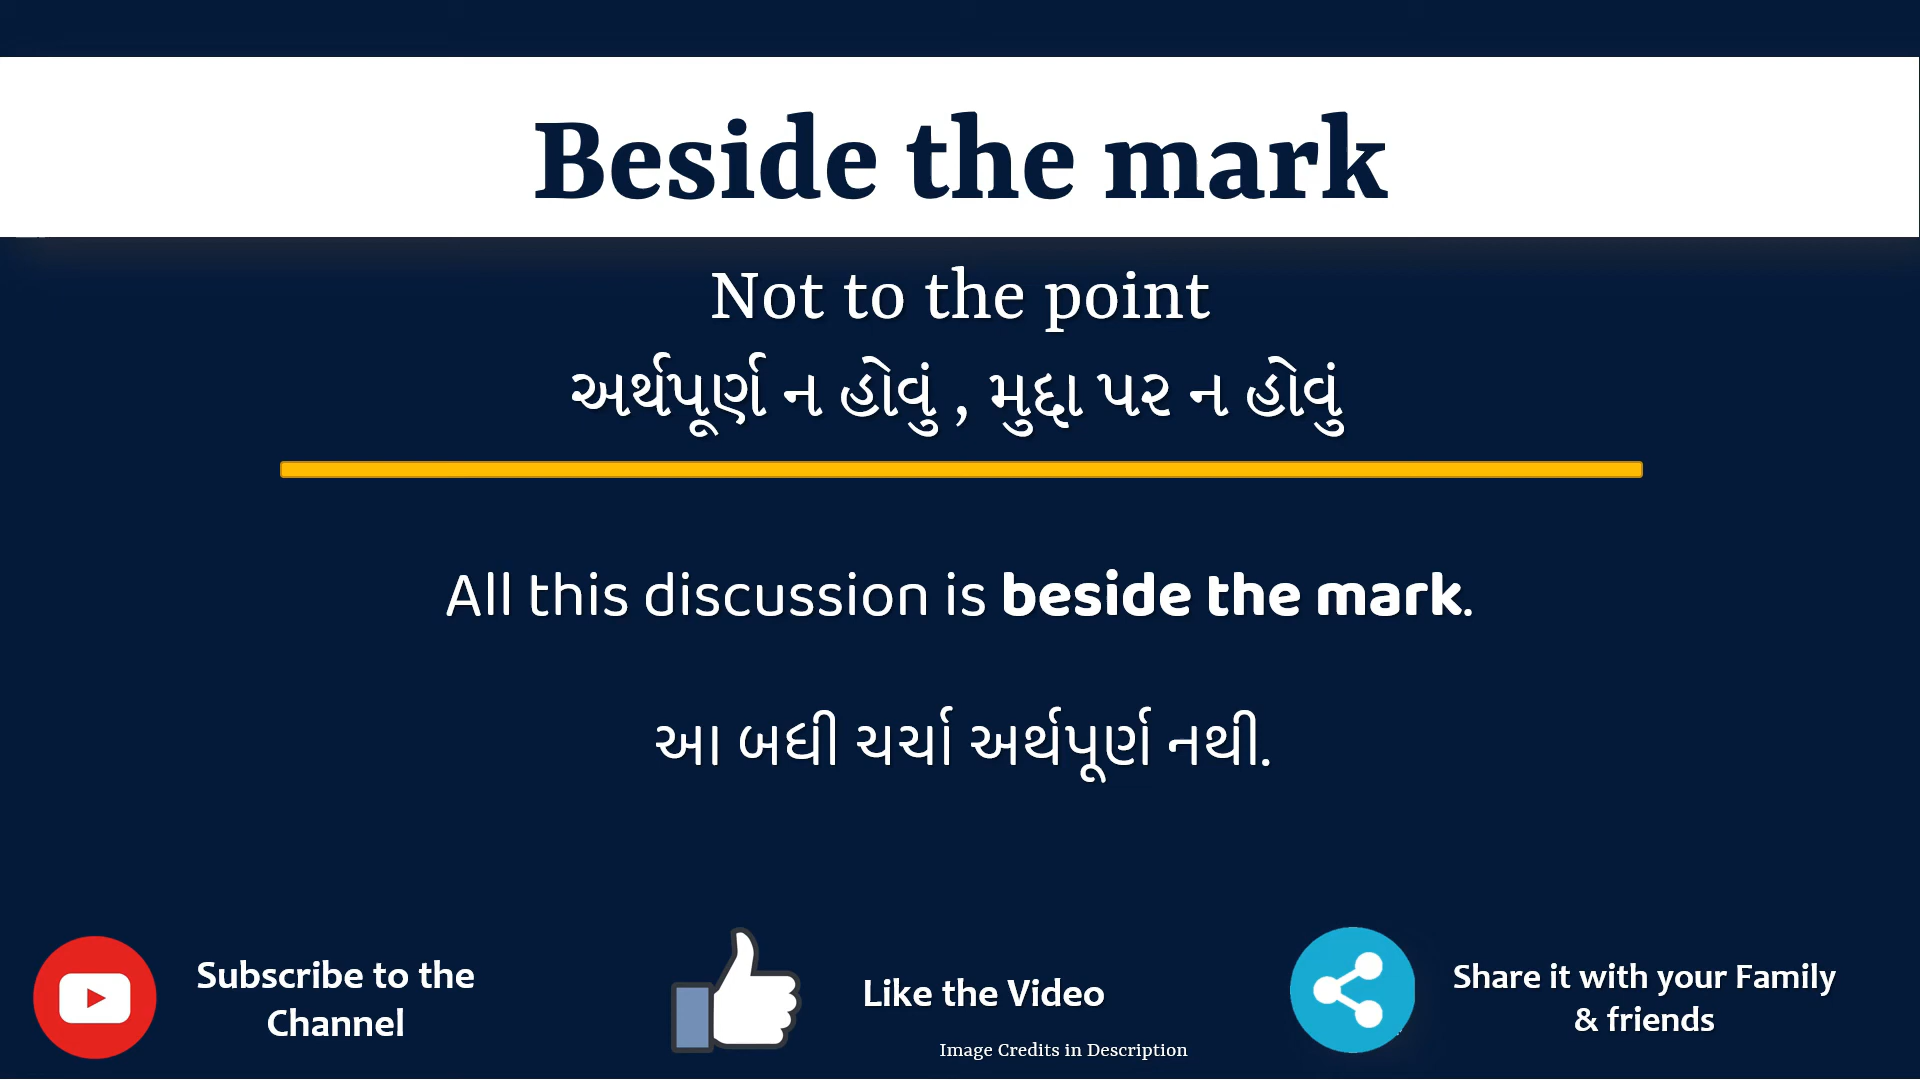 Beside the mark
Not to the point
અર્થપૂર્ણ ન હોવું , મુદ્દા પર ન હોવું
All this discussion is beside the mark.
આ બધી ચર્ચા અર્થપૂર્ણ નથી.
Subscribe to the
Channel
Like the Video
Share it with your Family
& friends
Image Credits in Description